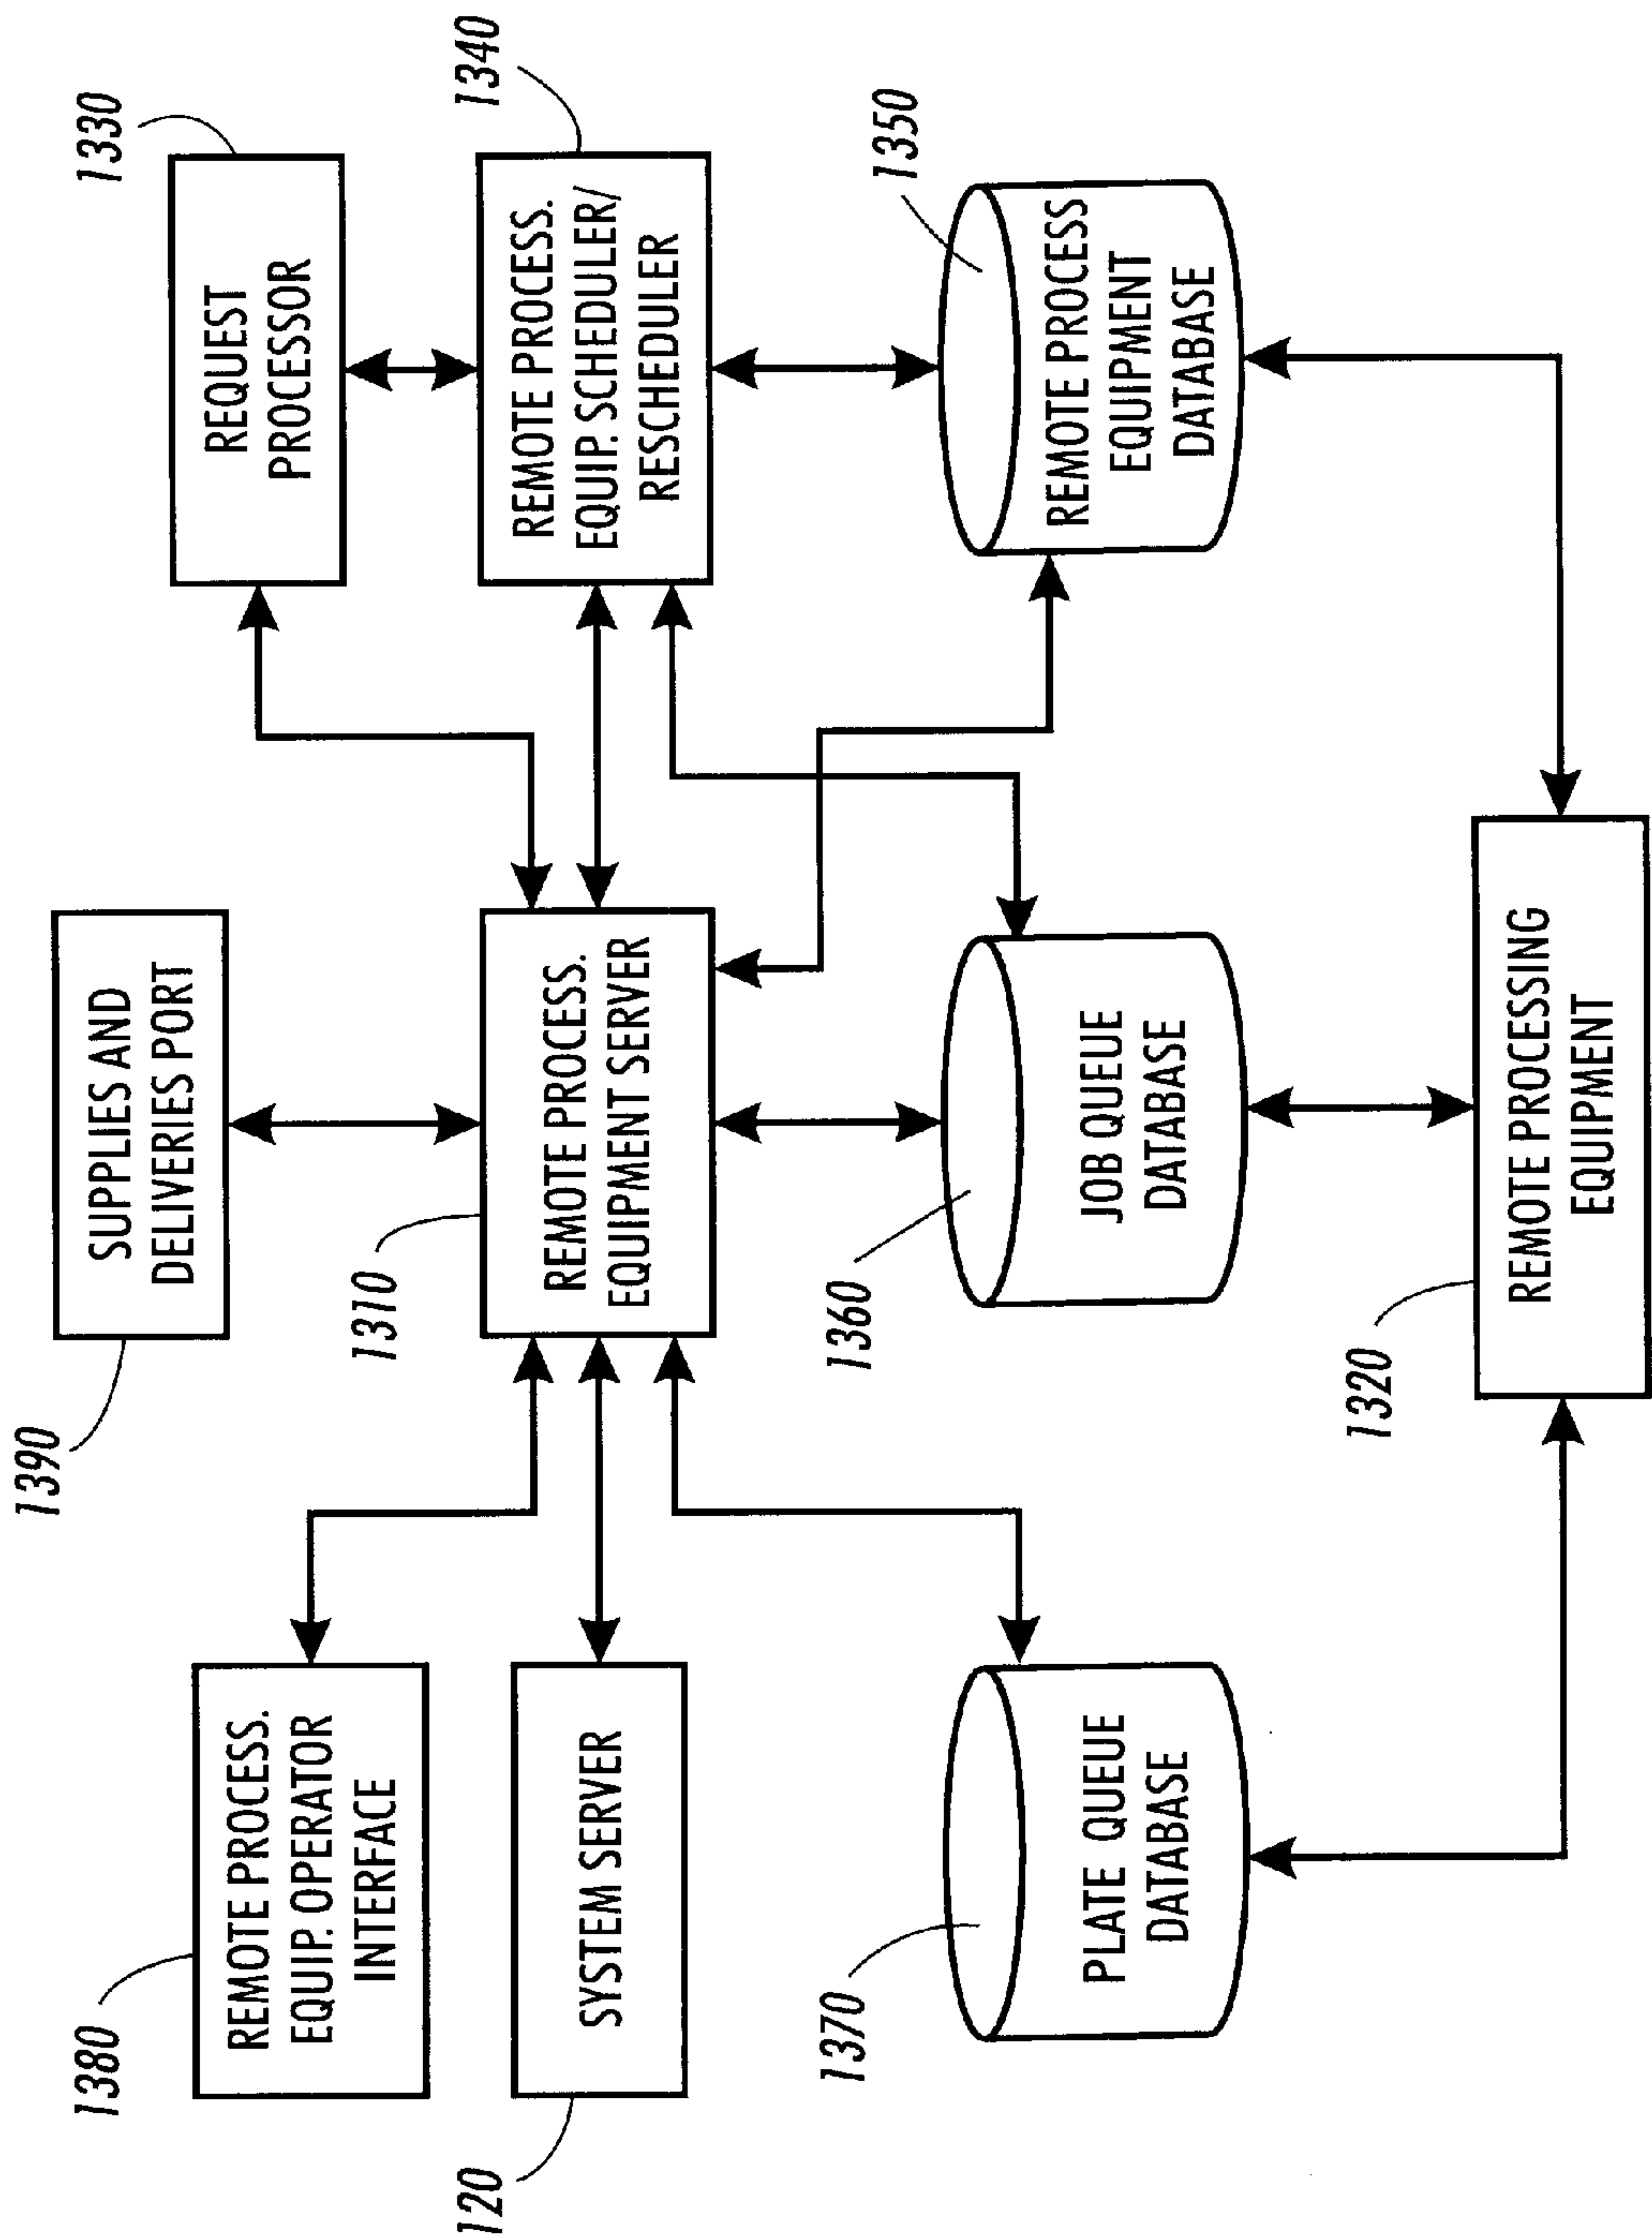 1390
SUPPLIES AND
DELIVERIES PORT
1330
REQUEST
PROCESSOR
1380
REMOTE PROCESS.
EQUIP. OPERATOR
INTERFACE
1310
REMOTE PROCESS.
EQUIPMENT SERVER
1340
REMOTE PROCESS.
EQUIP. SCHEDULER/
RESCHEDULER
120
SYSTEM SERVER
1370
PLATE QUEUE
DATABASE
1360
JOB QUEUE
DATABASE
1350
REMOTE PROCESS
EQUIPMENT
DATABASE
1320
REMOTE PROCESSING
EQUIPMENT